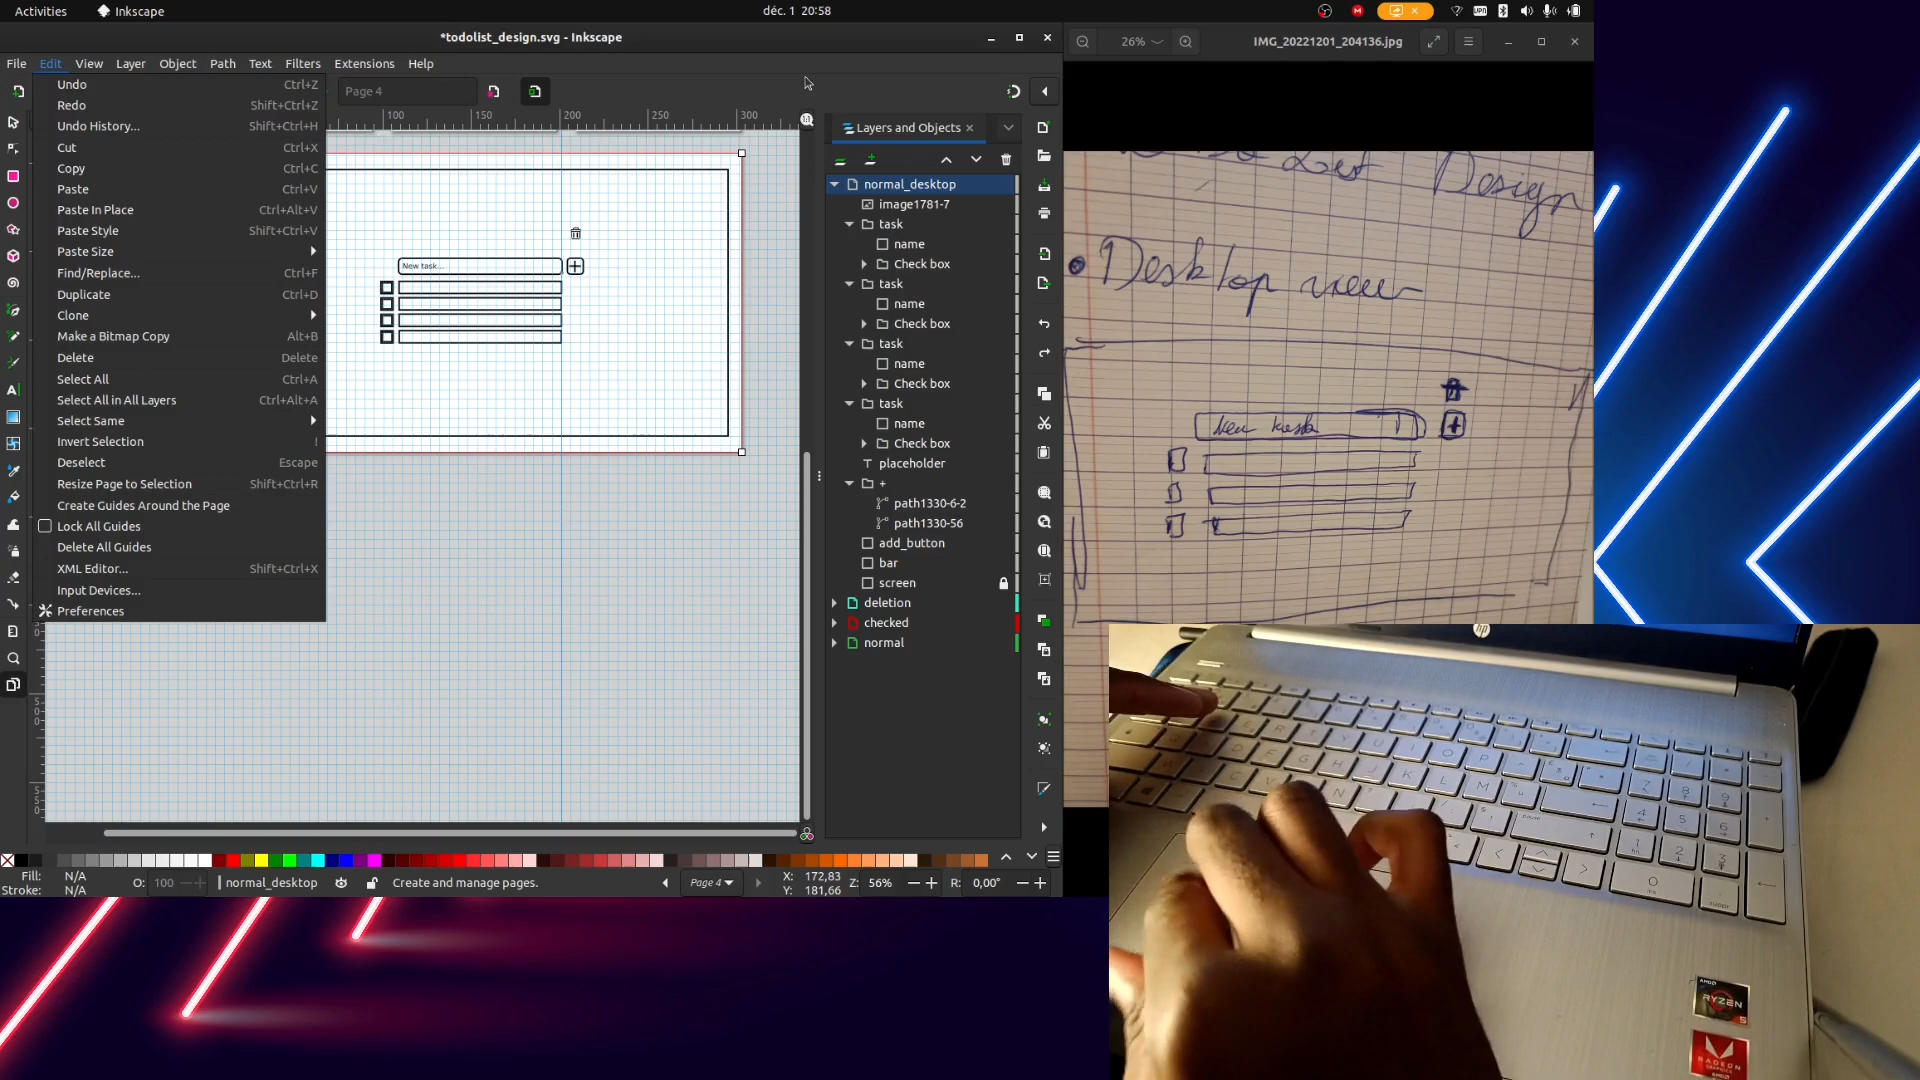 Activities
Inkscape
déc. 1 20:58
*todolist_design.svg - Inkscape
File Edit View Layer Object Path Text Filters Extensions Help
Page 4
Undo Ctrl+Z
Redo Shift+Ctrl+Z
Undo History... Shift+Ctrl+H
Cut Ctrl+X
Copy Ctrl+C
Paste Ctrl+V
Paste In Place Ctrl+Alt+V
Paste Style Shift+Ctrl+V
Paste Size
Find/Replace... Ctrl+F
Duplicate Ctrl+D
Clone
Make a Bitmap Copy Alt+B
Delete Delete
Select All Ctrl+A
Select All in All Layers Ctrl+Alt+A
Select Same
Invert Selection !
Deselect Escape
Resize Page to Selection Shift+Ctrl+R
Create Guides Around the Page
Lock All Guides
Delete All Guides
XML Editor... Shift+Ctrl+X
Input Devices...
Preferences
100 150 200 250 300
New task...
Layers and Objects
normal_desktop
image1781-7
task
name
Check box
task
name
Check box
task
name
Check box
task
name
Check box
placeholder
+
path1330-6-2
path1330-56
add_button
bar
screen
deletion
checked
normal
Fill: N/A
Stroke: N/A
O: 100
normal_desktop
Create and manage pages.
Page 4
X: 172,83
Y: 181,66
Z: 56%
R: 0,00°
26%
IMG_20221201_204136.jpg
List Design
Desktop view
New task
hp
AMD
RYZEN
5
AMD
RADEON
GRAPHICS